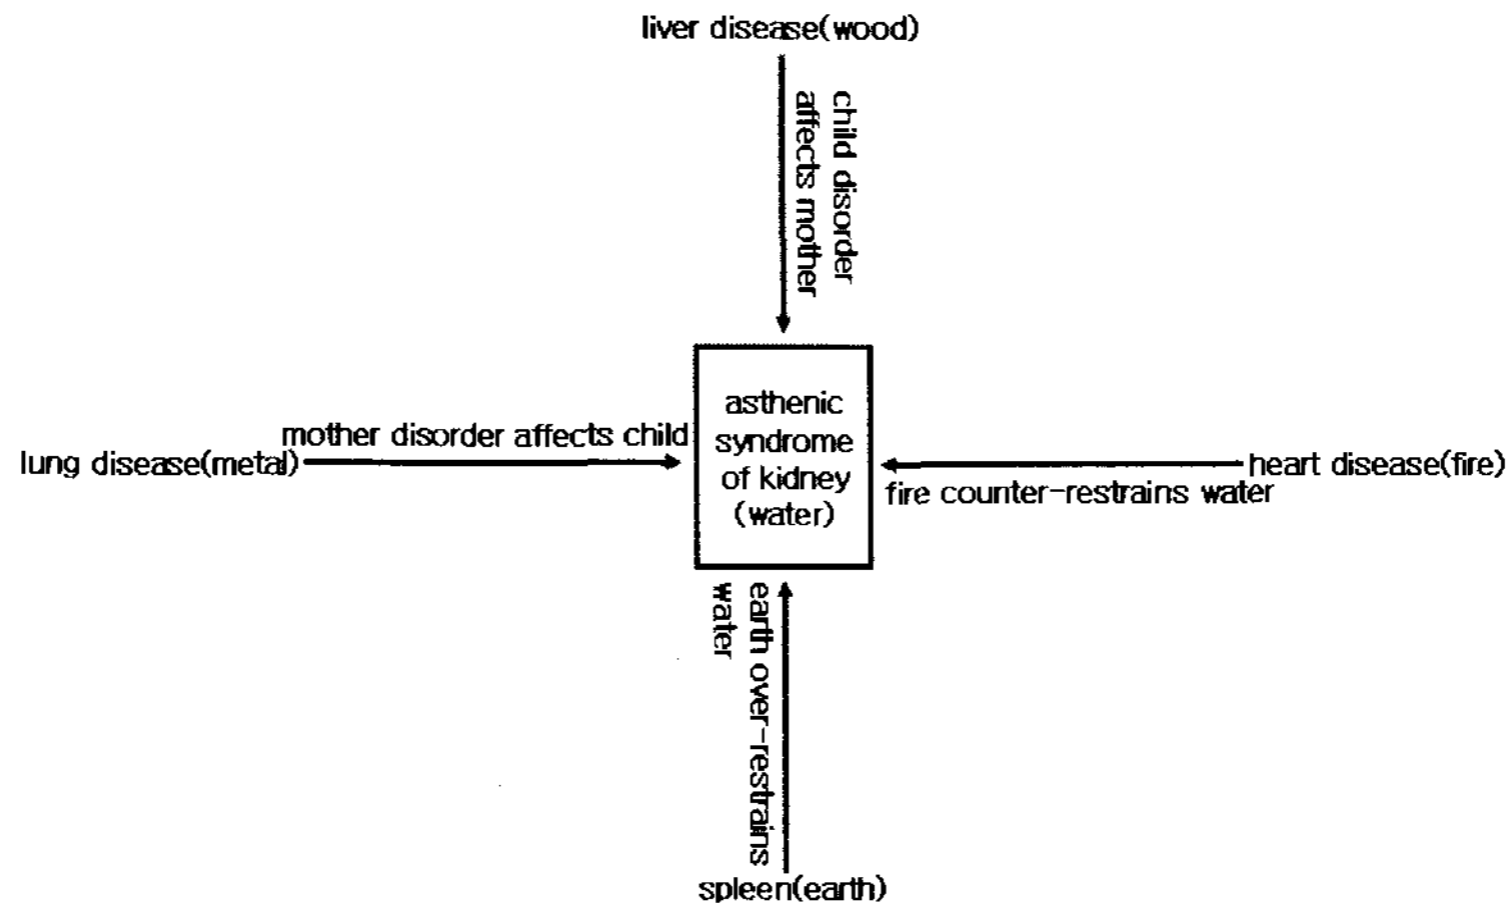 liver disease(wood)
child disorder
affects mother
asthenic
syndrome
of kidney
(water)
mother disorder affects child
lung disease(metal)
heart disease(fire)
fire counter-restrains water
earth over-restrains
water
spleen(earth)